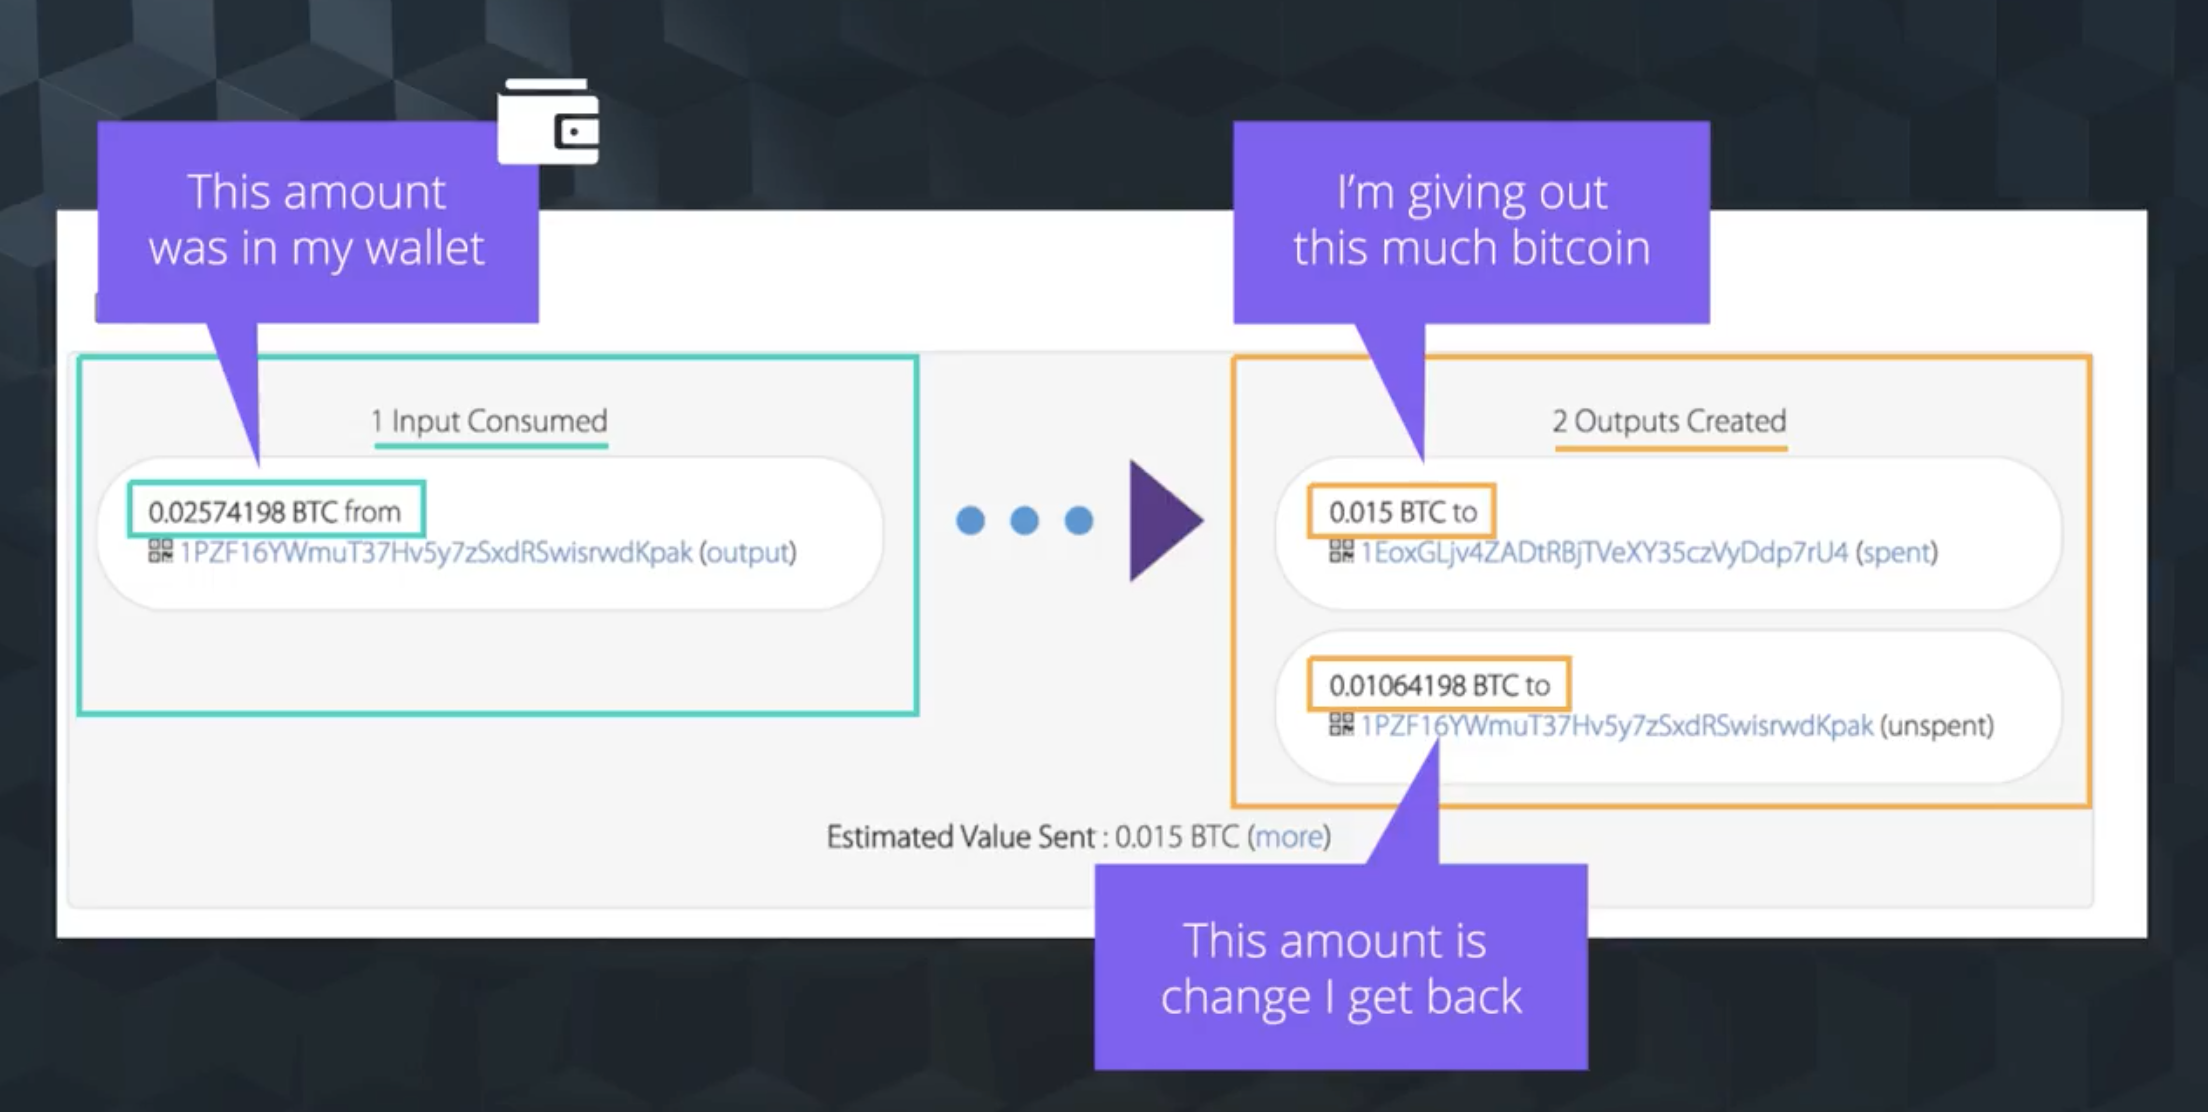 This amount
was in my wallet
I'm giving out
this much bitcoin
1 Input Consumed
0.02574198 BTC from
1PZF16YWmuT37Hv5y7zSxdRSwisrwdKpak (output)
2 Outputs Created
0.015 BTC to
1EoxGLjv4ZADtRBjTVeXY35czVyDdp7rU4 (spent)
0.01064198 BTC to
1PZF16YWmuT37Hv5y7zSxdRSwisrwdKpak (unspent)
Estimated Value Sent : 0.015 BTC (more)
This amount is
change I get back